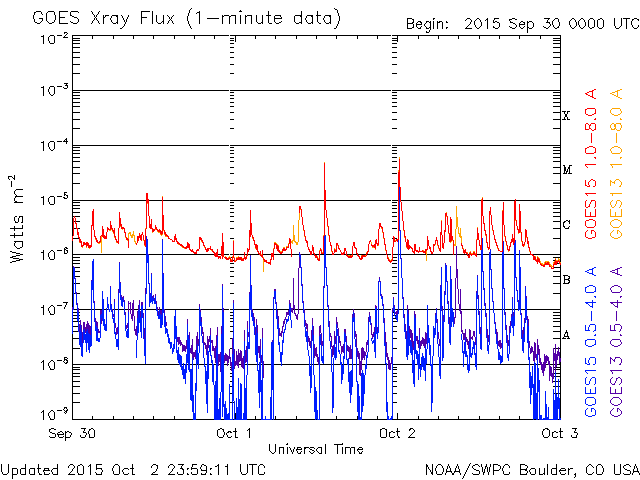 GOES Xray Flux (1-minute data)
Begin: 2015 Sep 30 0000 UTC
10-2
10-3
10-4
10-5
10-6
10-7
10-8
10-9
Watts m-2
X
M
C
B
A
GOES15 1.0-8.0 A
GOES13 1.0-8.0 A
GOES15 0.5-4.0 A
GOES13 0.5-4.0 A
Sep 30
Oct 1
Oct 2
Oct 3
Universal Time
Updated 2015 Oct 2 23:59:11 UTC
NOAA/SWPC Boulder, CO USA